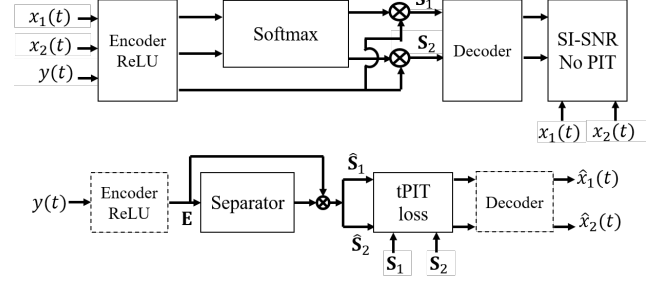 x₁(t)
x₂(t)
y(t)
Encoder
ReLU
Softmax
S₁
S₂
Decoder
SI-SNR
No PIT
x₁(t) x₂(t)
y(t)
Encoder
ReLU
E
Separator
Ŝ₁
Ŝ₂
tPIT
loss
S₁ S₂
Decoder
x̂₁(t)
x̂₂(t)